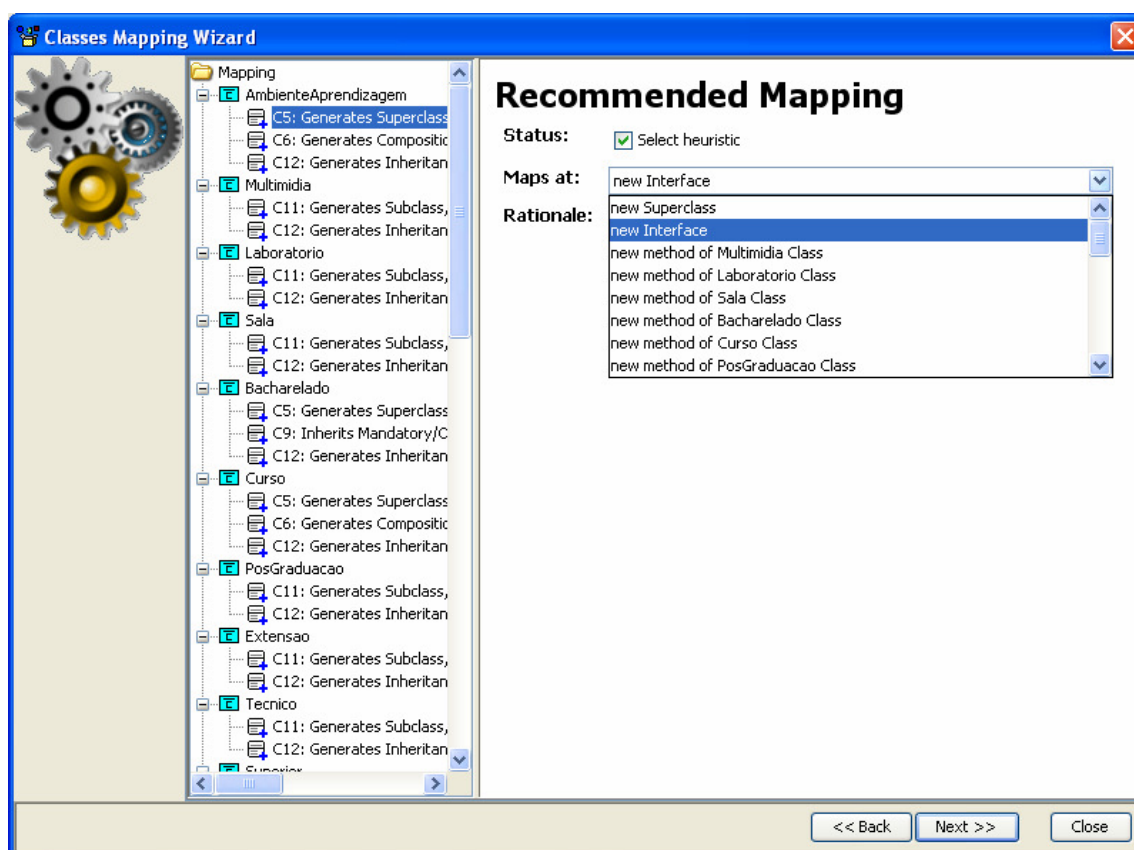 Classes Mapping Wizard
Mapping
AmbienteAprendizagem
C5: Generates Superclass
C6: Generates Compositic
C12: Generates Inheritan
Multimidia
C11: Generates Subclass,
C12: Generates Inheritan
Laboratorio
C11: Generates Subclass,
C12: Generates Inheritan
Sala
C11: Generates Subclass,
C12: Generates Inheritan
Bacharelado
C5: Generates Superclass
C9: Inherits Mandatory/C
C12: Generates Inheritan
Curso
C5: Generates Superclass
C6: Generates Compositic
C12: Generates Inheritan
PosGraduacao
C11: Generates Subclass,
C12: Generates Inheritan
Extensao
C11: Generates Subclass,
C12: Generates Inheritan
Tecnico
C11: Generates Subclass,
C12: Generates Inheritan
Superior
Recommended Mapping
Status: Select heuristic
Maps at: new Interface
Rationale:
new Superclass
new Interface
new method of Multimidia Class
new method of Laboratorio Class
new method of Sala Class
new method of Bacharelado Class
new method of Curso Class
new method of PosGraduacao Class
<< Back Next >> Close